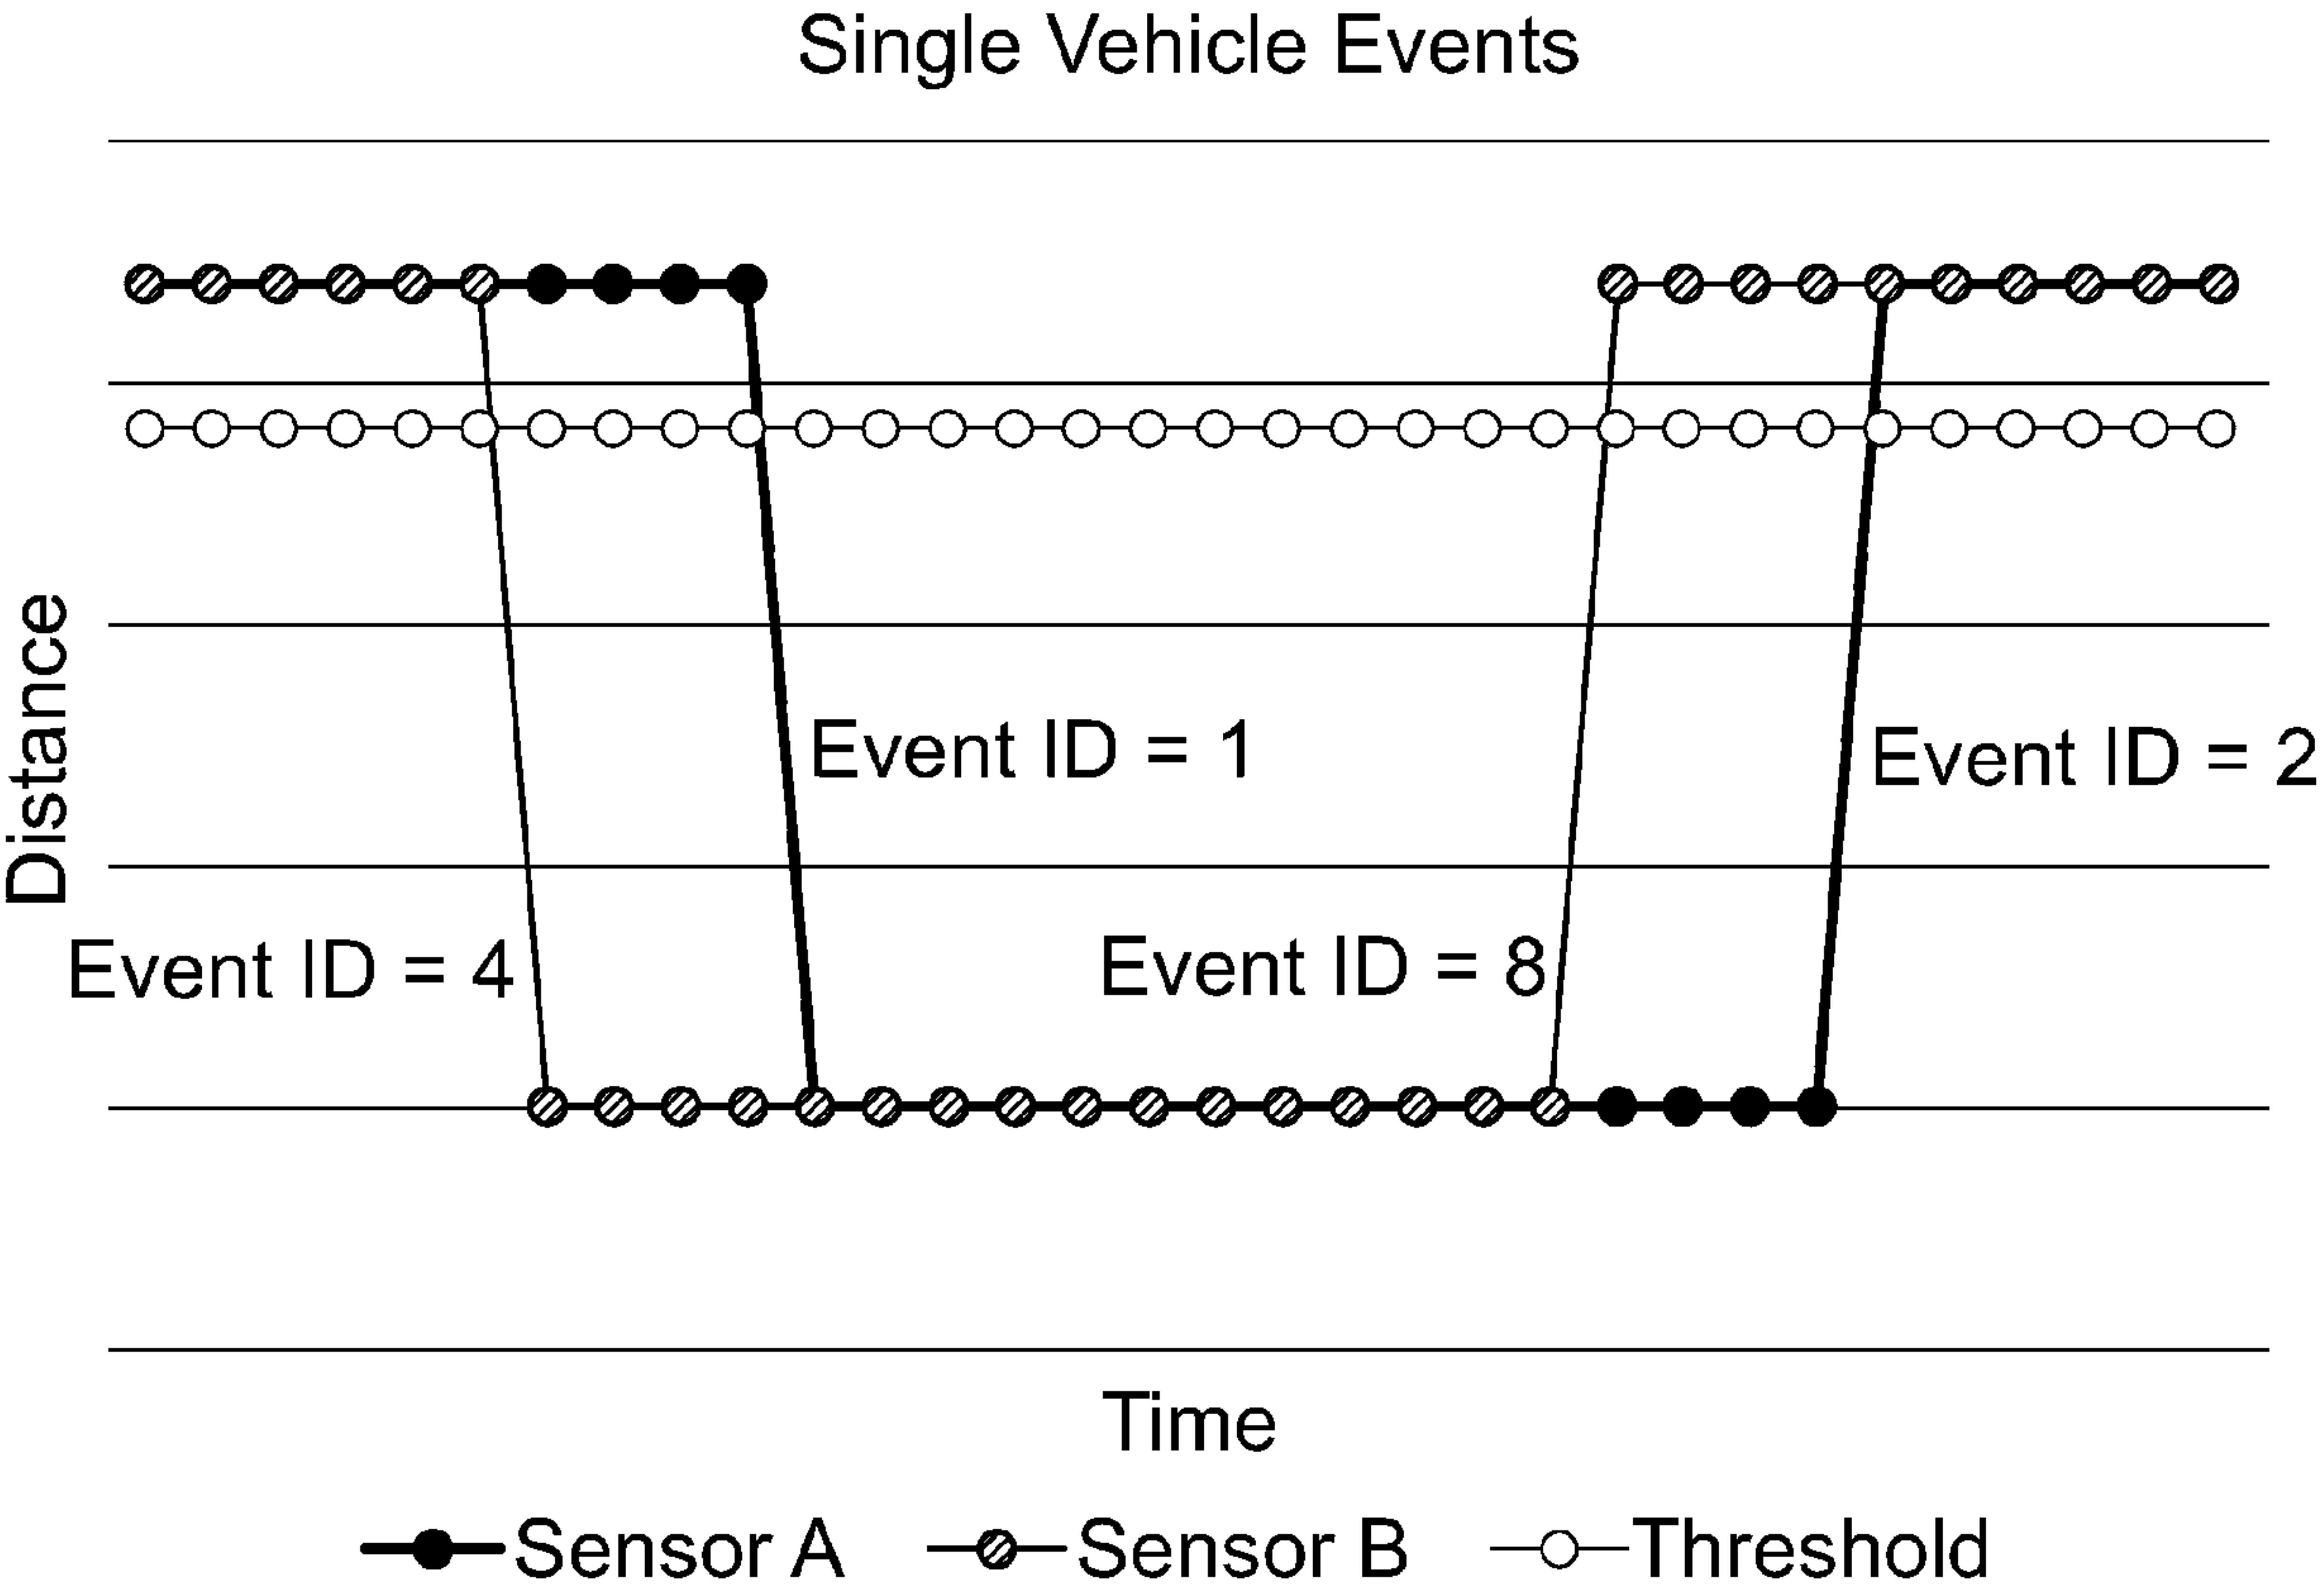 Single Vehicle Events
Distance
Event ID = 1
Event ID = 2
Event ID = 4
Event ID = 8
Time
Sensor A
Sensor B
Threshold